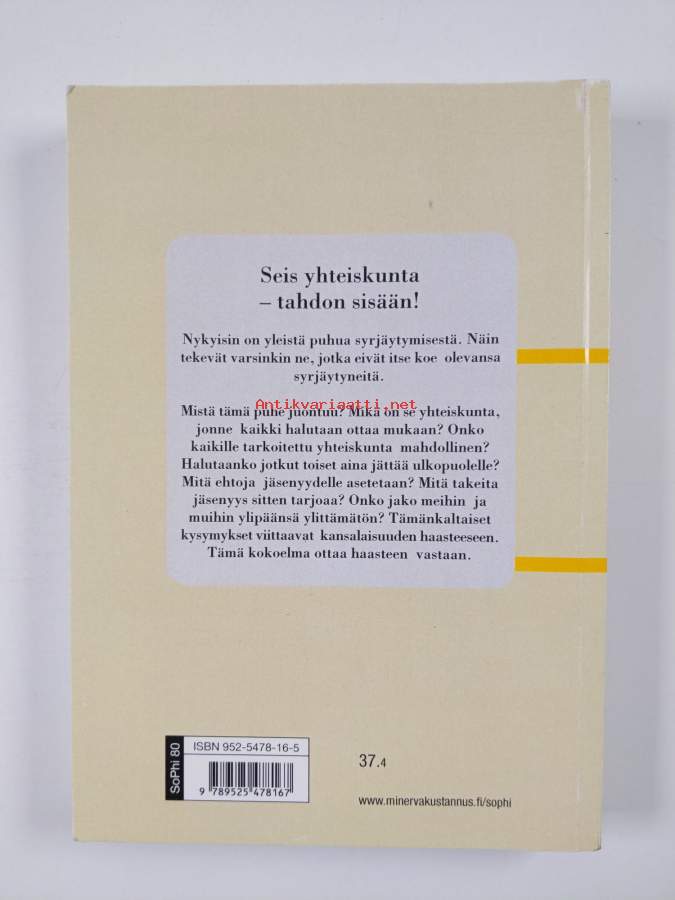 Seis yhteiskunta
– tahdon sisään!
Nykyisin on yleistä puhua syrjäytymisestä. Näin
tekevät varsinkin ne, jotka eivät itse koe olevansa
syrjäytyneitä.
Antikvariaatti.net
Mistä tämä puhe juontuu? Mikä on se yhteiskunta,
jonne kaikki halutaan ottaa mukaan? Onko
kaikille tarkoitettu yhteiskunta mahdollinen?
Halutaanko jotkut toiset aina jättää ulkopuolelle?
Mitä ehtoja jäsenyydelle asetetaan? Mitä takeita
jäsenyys sitten tarjoaa? Onko jako meihin ja
muihin ylipäänsä ylittämätön? Tämänkaltaiset
kysymykset viittaavat kansalaisuuden haasteeseen.
Tämä kokoelma ottaa haasteen vastaan.
SoPhi 80
ISBN 952-5478-16-5
9 789525 478167
37.4
www.minervakustannus.fi/sophi